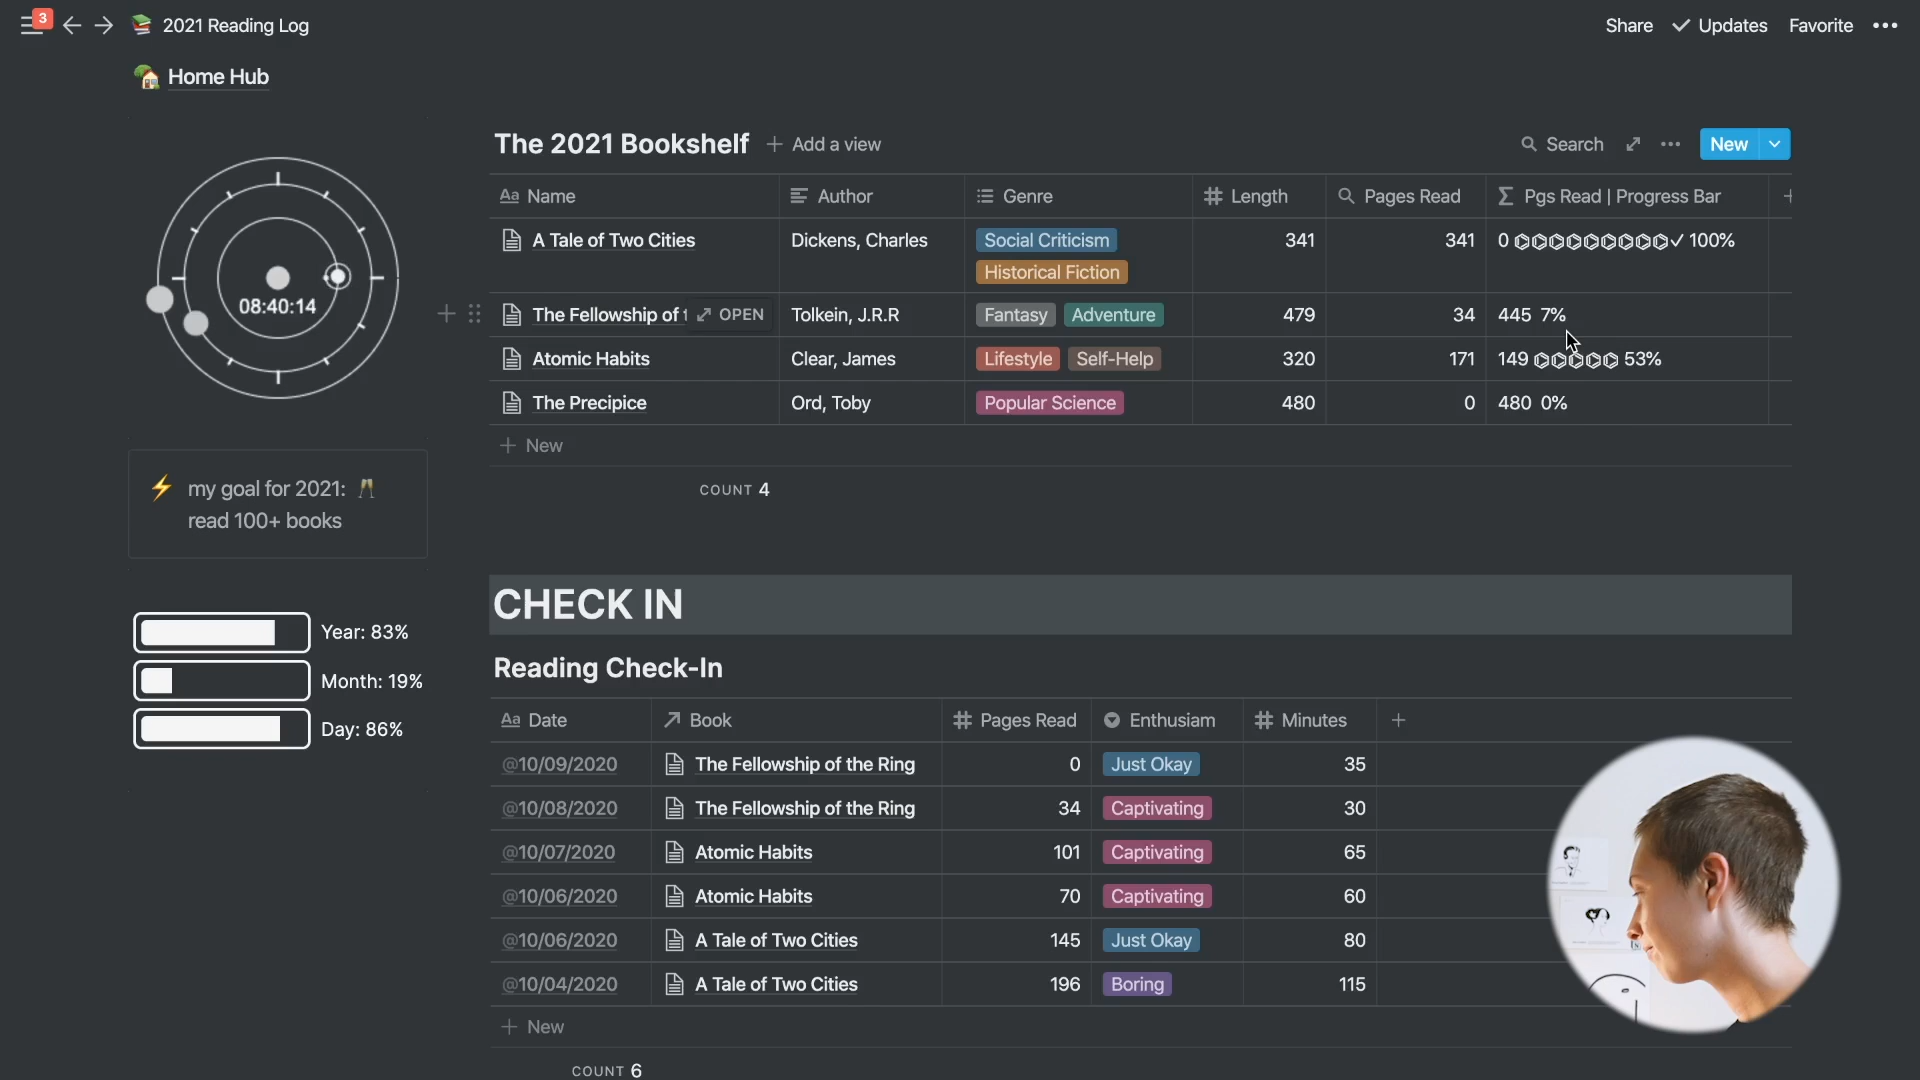 3
2021 Reading Log
Share ✓ Updates Favorite •••
Home Hub
08:40:14
my goal for 2021:
read 100+ books
Year: 83%
Month: 19%
Day: 86%
The 2021 Bookshelf + Add a view
Search ••• New
Aa Name Author Genre # Length Pages Read Σ Pgs Read | Progress Bar +
A Tale of Two Cities Dickens, Charles Social Criticism 341 341 0 ⌬⌬⌬⌬⌬⌬⌬⌬⌬✓ 100%
Historical Fiction
The Fellowship of t OPEN Tolkein, J.R.R Fantasy Adventure 479 34 445 7%
Atomic Habits Clear, James Lifestyle Self-Help 320 171 149 ⌬⌬⌬⌬⌬ 53%
The Precipice Ord, Toby Popular Science 480 0 480 0%
+ New
COUNT 4
CHECK IN
Reading Check-In
Aa Date Book # Pages Read Enthusiam # Minutes +
@10/09/2020 The Fellowship of the Ring 0 Just Okay 35
@10/08/2020 The Fellowship of the Ring 34 Captivating 30
@10/07/2020 Atomic Habits 101 Captivating 65
@10/06/2020 Atomic Habits 70 Captivating 60
@10/06/2020 A Tale of Two Cities 145 Just Okay 80
@10/04/2020 A Tale of Two Cities 196 Boring 115
+ New
COUNT 6